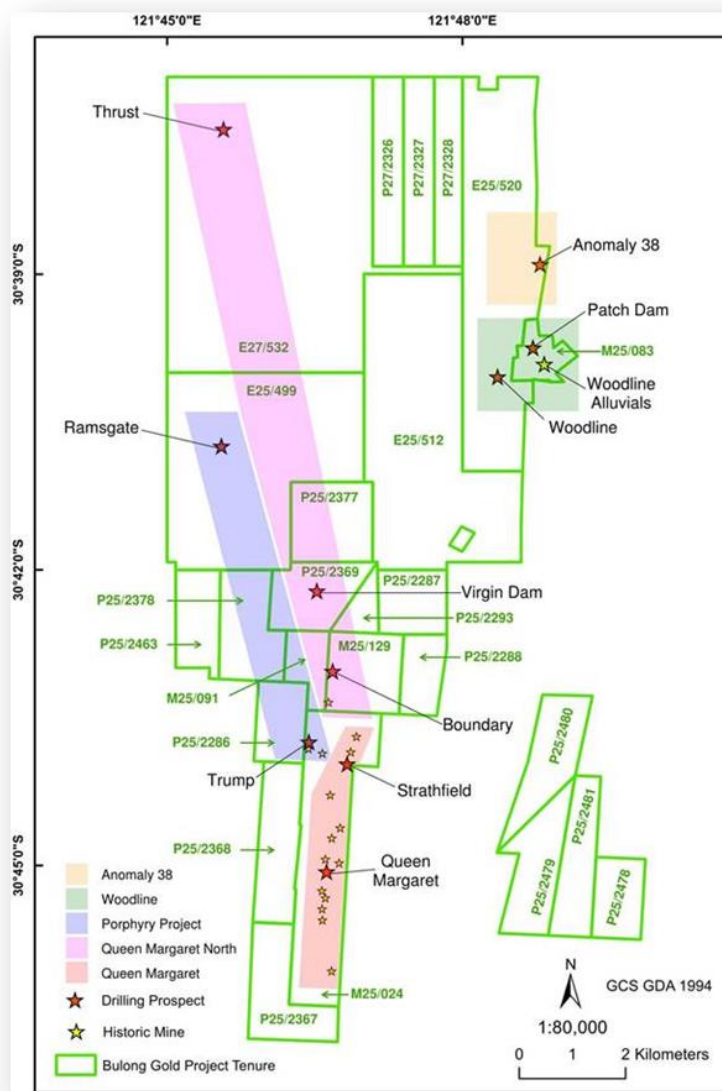 121°45'0"E
121°48'0"E
Thrust
P27/2326
P27/2327
P27/2328
E25/520
Anomaly 38
30°39'0"S
Patch Dam
M25/083
E27/532
E25/499
Woodline
Alluvials
Woodline
Ramsgate
E25/512
P25/2377
30°42'0"S
P25/2369
P25/2287
P25/2378
Virgin Dam
P25/2293
P25/2463
M25/129
P25/2288
M25/091
Boundary
P25/2286
Trump
Strathfield
P25/2480
P25/2481
P25/2368
30°45'0"S
Queen
Margaret
P25/2479
P25/2478
Anomaly 38
Woodline
Porphyry Project
Queen Margaret North
Queen Margaret
Drilling Prospect
Historic Mine
Bulong Gold Project Tenure
M25/024
P25/2367
N
GCS GDA 1994
1:80,000
0 1 2 Kilometers